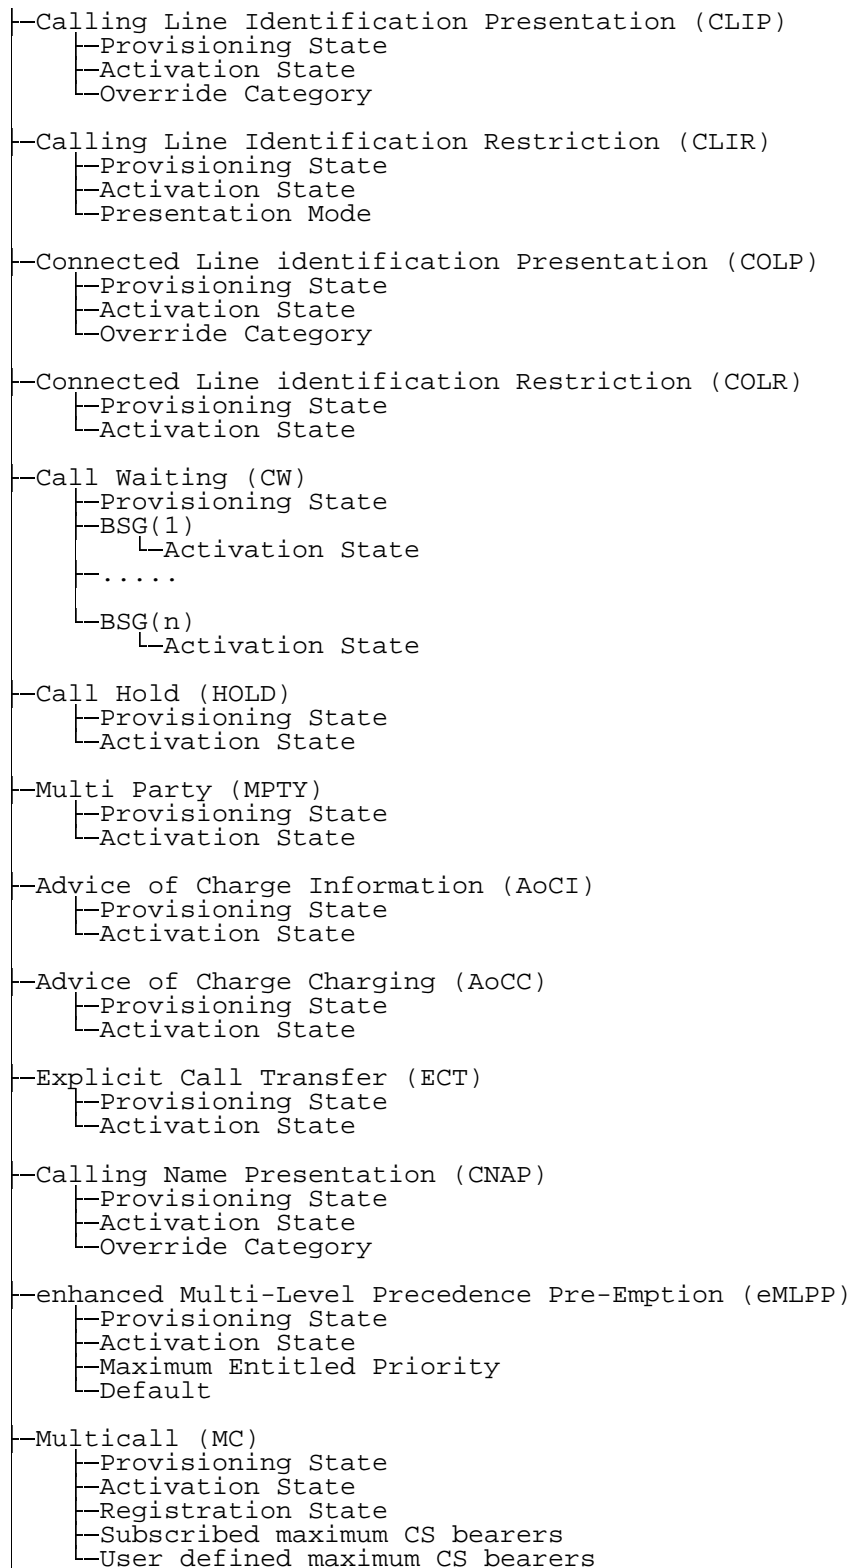 Calling Line Identification Presentation (CLIP)
Provisioning State
Activation State
Override Category
Calling Line Identification Restriction (CLIR)
Provisioning State
Activation State
Presentation Mode
Connected Line identification Presentation (COLP)
Provisioning State
Activation State
Override Category
Connected Line identification Restriction (COLR)
Provisioning State
Activation State
Call Waiting (CW)
Provisioning State
BSG(1)
Activation State
.....
BSG(n)
Activation State
Call Hold (HOLD)
Provisioning State
Activation State
Multi Party (MPTY)
Provisioning State
Activation State
Advice of Charge Information (AoCI)
Provisioning State
Activation State
Advice of Charge Charging (AoCC)
Provisioning State
Activation State
Explicit Call Transfer (ECT)
Provisioning State
Activation State
Calling Name Presentation (CNAP)
Provisioning State
Activation State
Override Category
enhanced Multi-Level Precedence Pre-Emption (eMLPP)
Provisioning State
Activation State
Maximum Entitled Priority
Default
Multicall (MC)
Provisioning State
Activation State
Registration State
Subscribed maximum CS bearers
User defined maximum CS bearers